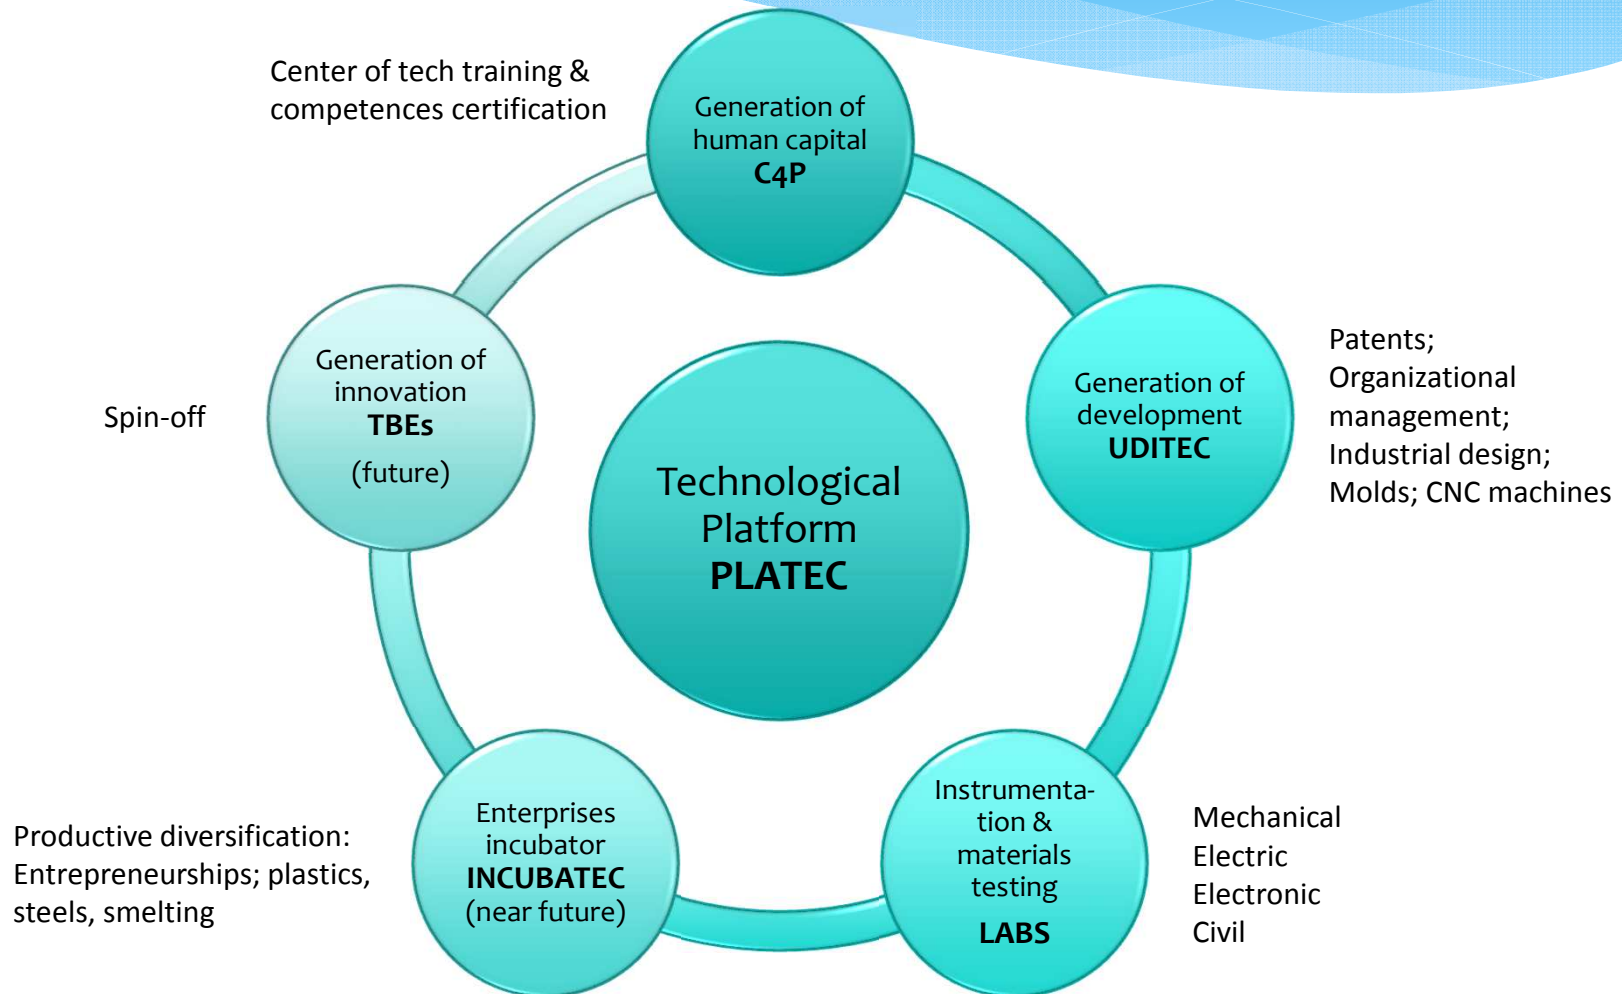 Center of tech training &
competences certification
Generation of
human capital
C4P
Generation of
innovation
TBEs
(future)
Spin-off
Generation of
development
UDITEC
Patents;
Organizational
management;
Industrial design;
Molds; CNC machines
Technological
Platform
PLATEC
Enterprises
incubator
INCUBATEC
(near future)
Productive diversification:
Entrepreneurships; plastics,
steels, smelting
Instrumenta-
tion &
materials
testing
LABS
Mechanical
Electric
Electronic
Civil